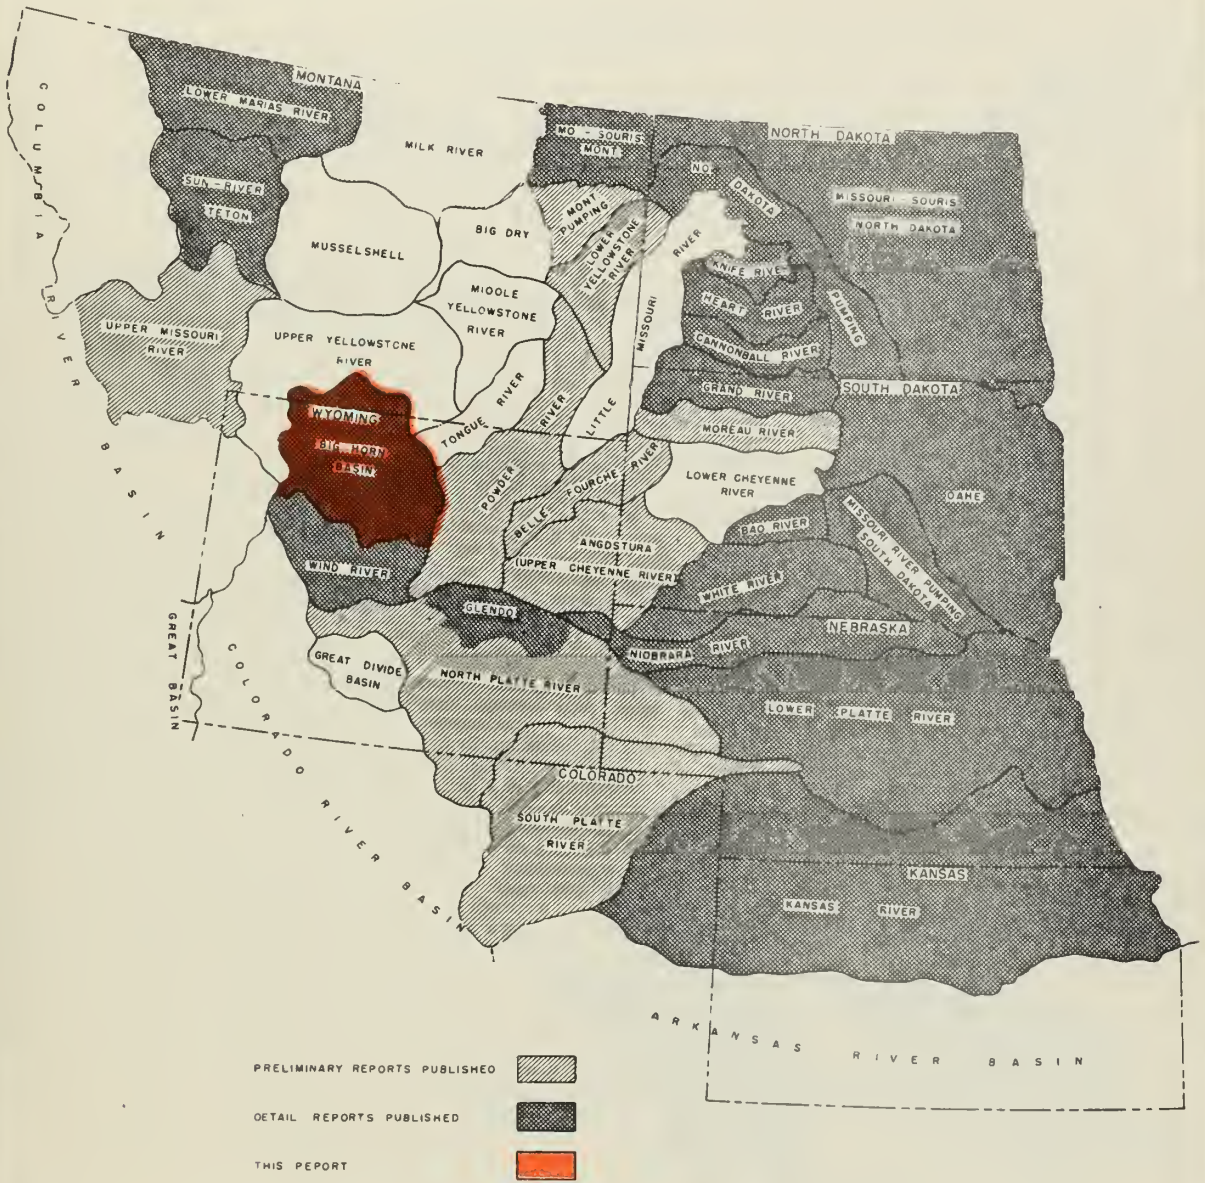 MONTANA
LOWER MARIAS RIVER
COLUMBIA RIVER BASIN
MILK RIVER
MO - SOURIS
MONT.
NORTH DAKOTA
NO. DAKOTA PUMPING
MISSOURI - SOURIS
NORTH DAKOTA
SUN-RIVER
TETON
MUSSELSHELL
BIG DRY
MONT
PUMPING
LOWER
YELLOWSTONE
RIVER
LITTLE MISSOURI RIVER
KNIFE RIVE
HEART RIVER
CANNONBALL RIVER
GRAND RIVER
SOUTH DAKOTA
MOREAU RIVER
MIDDLE
YELLOWSTONE
RIVER
UPPER MISSOURI
RIVER
UPPER YELLOWSTONE
RIVER
WYOMING
BIG HORN
BASIN
TONGUE RIVER
POWDER RIVER
BELLE FOURCHE RIVER
LOWER CHEYENNE
RIVER
OAHE
MISSOURI RIVER PUMPING
SOUTH DAKOTA
BAD RIVER
ANGOSTURA
(UPPER CHEYENNE RIVER)
WHITE RIVER
WIND RIVER
GLENDO
NEBRASKA
NIOBRARA RIVER
GREAT BASIN
GREAT DIVIDE
BASIN
NORTH PLATTE RIVER
LOWER PLATTE RIVER
COLORADO RIVER BASIN
COLORADO
SOUTH PLATTE
RIVER
KANSAS
KANSAS RIVER
ARKANSAS RIVER BASIN
PRELIMINARY REPORTS PUBLISHED
DETAIL REPORTS PUBLISHED
THIS PEPORT